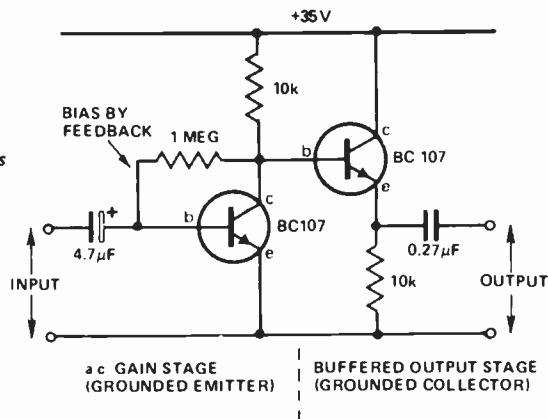 +35V
10k
BIAS BY
FEEDBACK
1 MEG
s
b
c
BC 107
e
c
b
BC107
e
+
4.7µF
0.27µF
10k
INPUT
OUTPUT
a c GAIN STAGE
(GROUNDED EMITTER)
BUFFERED OUTPUT STAGE
(GROUNDED COLLECTOR)